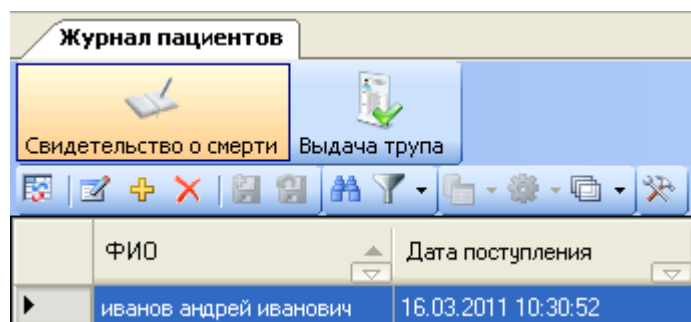 Журнал пациентов
Свидетельство о смерти Выдача трупа
ФИО Дата поступления
иванов андрей иванович 16.03.2011 10:30:52